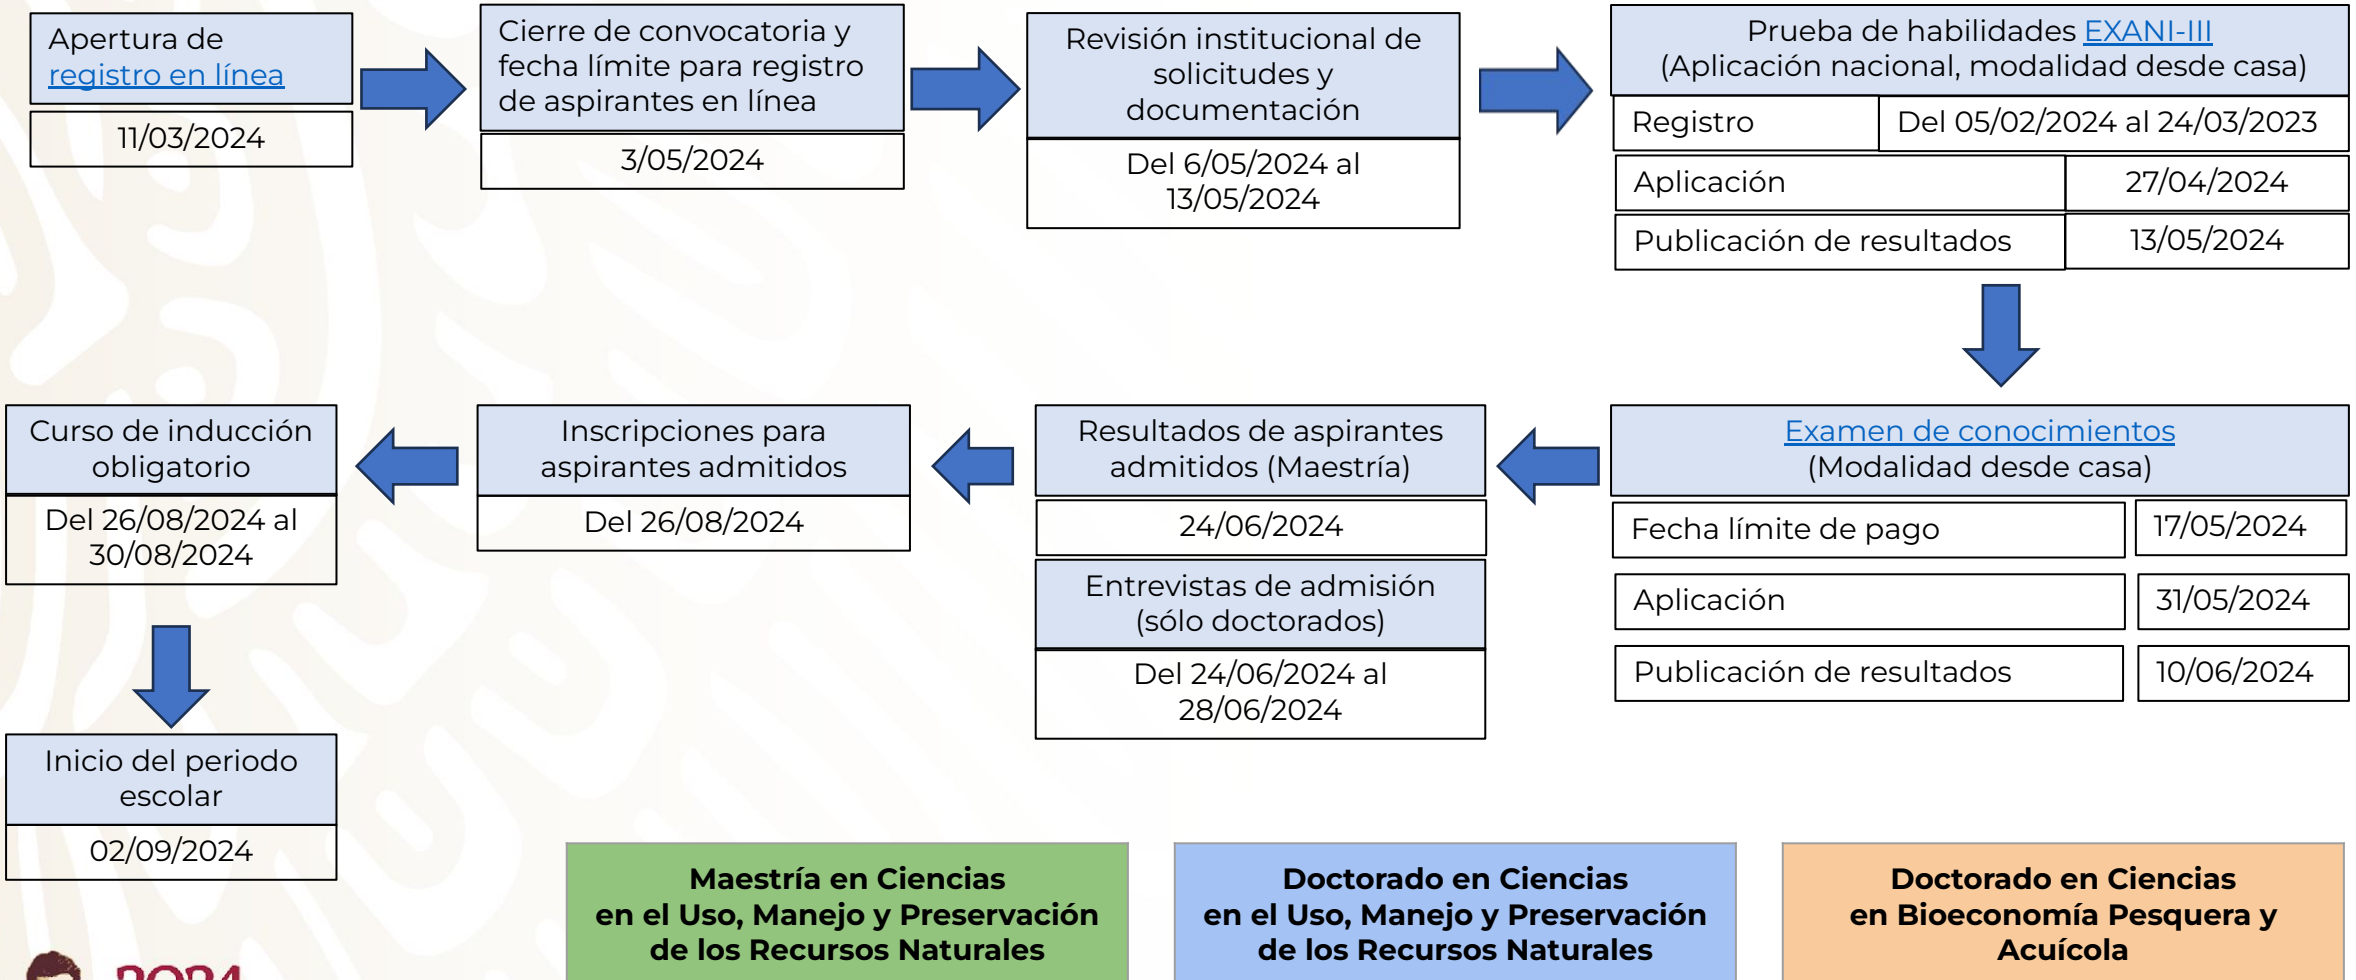 Apertura de
registro en línea
11/03/2024
Cierre de convocatoria y
fecha límite para registro
de aspirantes en línea
3/05/2024
Revisión institucional de
solicitudes y
documentación
Del 6/05/2024 al
13/05/2024
Prueba de habilidades EXANI-III
(Aplicación nacional, modalidad desde casa)
Registro Del 05/02/2024 al 24/03/2023
Aplicación 27/04/2024
Publicación de resultados 13/05/2024
Examen de conocimientos
(Modalidad desde casa)
Fecha límite de pago 17/05/2024
Aplicación 31/05/2024
Publicación de resultados 10/06/2024
Resultados de aspirantes
admitidos (Maestría)
24/06/2024
Entrevistas de admisión
(sólo doctorados)
Del 24/06/2024 al
28/06/2024
Inscripciones para
aspirantes admitidos
Del 26/08/2024
Curso de inducción
obligatorio
Del 26/08/2024 al
30/08/2024
Inicio del periodo
escolar
02/09/2024
Maestría en Ciencias
en el Uso, Manejo y Preservación
de los Recursos Naturales
Doctorado en Ciencias
en el Uso, Manejo y Preservación
de los Recursos Naturales
Doctorado en Ciencias
en Bioeconomía Pesquera y
Acuícola
2024